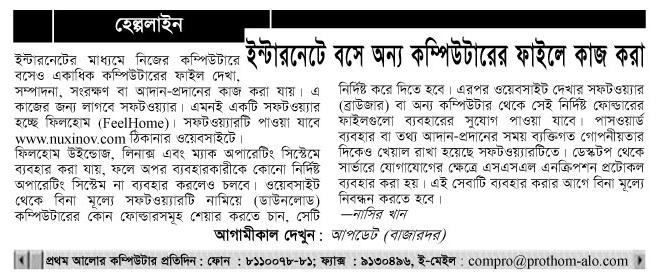 হেল্পলাইন
ইন্টারনেটে বসে অন্য কম্পিউটারের ফাইলে কাজ করা
ইন্টারনেটের মাধ্যমে নিজের কম্পিউটারে
বসেও একাধিক কম্পিউটারের ফাইল দেখা,
সম্পাদনা, সংরক্ষণ বা আদান-প্রদানের কাজ করা যায়। এ
কাজের জন্য লাগবে সফটওয়্যার। এমনই একটি সফটওয়্যার
হচ্ছে ফিলহোম (FeelHome)। সফটওয়্যারটি পাওয়া যাবে
www.nuxinov.com ঠিকানার ওয়েবসাইটে।
ফিলহোম উইন্ডোজ, লিনাক্স এবং ম্যাক অপারেটিং সিস্টেমে
ব্যবহার করা যায়, ফলে অপর ব্যবহারকারীকে কোনো নির্দিষ্ট
অপারেটিং সিস্টেম না ব্যবহার করলেও চলবে। ওয়েবসাইট
থেকে বিনা মূল্যে সফটওয়্যারটি নামিয়ে (ডাউনলোড)
কম্পিউটারের কোন ফোল্ডারসমূহ শেয়ার করতে চান, সেটি
নির্দিষ্ট করে দিতে হবে। এরপর ওয়েবসাইট দেখার সফটওয়্যার
(ব্রাউজার) বা অন্য কম্পিউটার থেকে সেই নির্দিষ্ট ফোল্ডারের
ফাইলগুলো ব্যবহারের সুযোগ পাওয়া যাবে। পাসওয়ার্ড
ব্যবহার বা তথ্য আদান-প্রদানের সময় ব্যক্তিগত গোপনীয়তার
দিকেও খেয়াল রাখা হয়েছে সফটওয়্যারটিতে। ডেস্কটপ থেকে
সার্ভারে যোগাযোগের ক্ষেত্রে এসএসএল এনক্রিপশন প্রটোকল
ব্যবহার করা হয়। এই সেবাটি ব্যবহার করার আগে বিনা মূল্যে
নিবন্ধন করতে হবে।
—নাসির খান
আগামীকাল দেখুন : আপডেট (বাজারদর)
প্রথম আলোর কম্পিউটার প্রতিদিন : ফোন : ৮১১০০৭৮-৮১; ফ্যাক্স : ৯১৩০৪৯৬, ই-মেইল : compro@prothom-alo.com